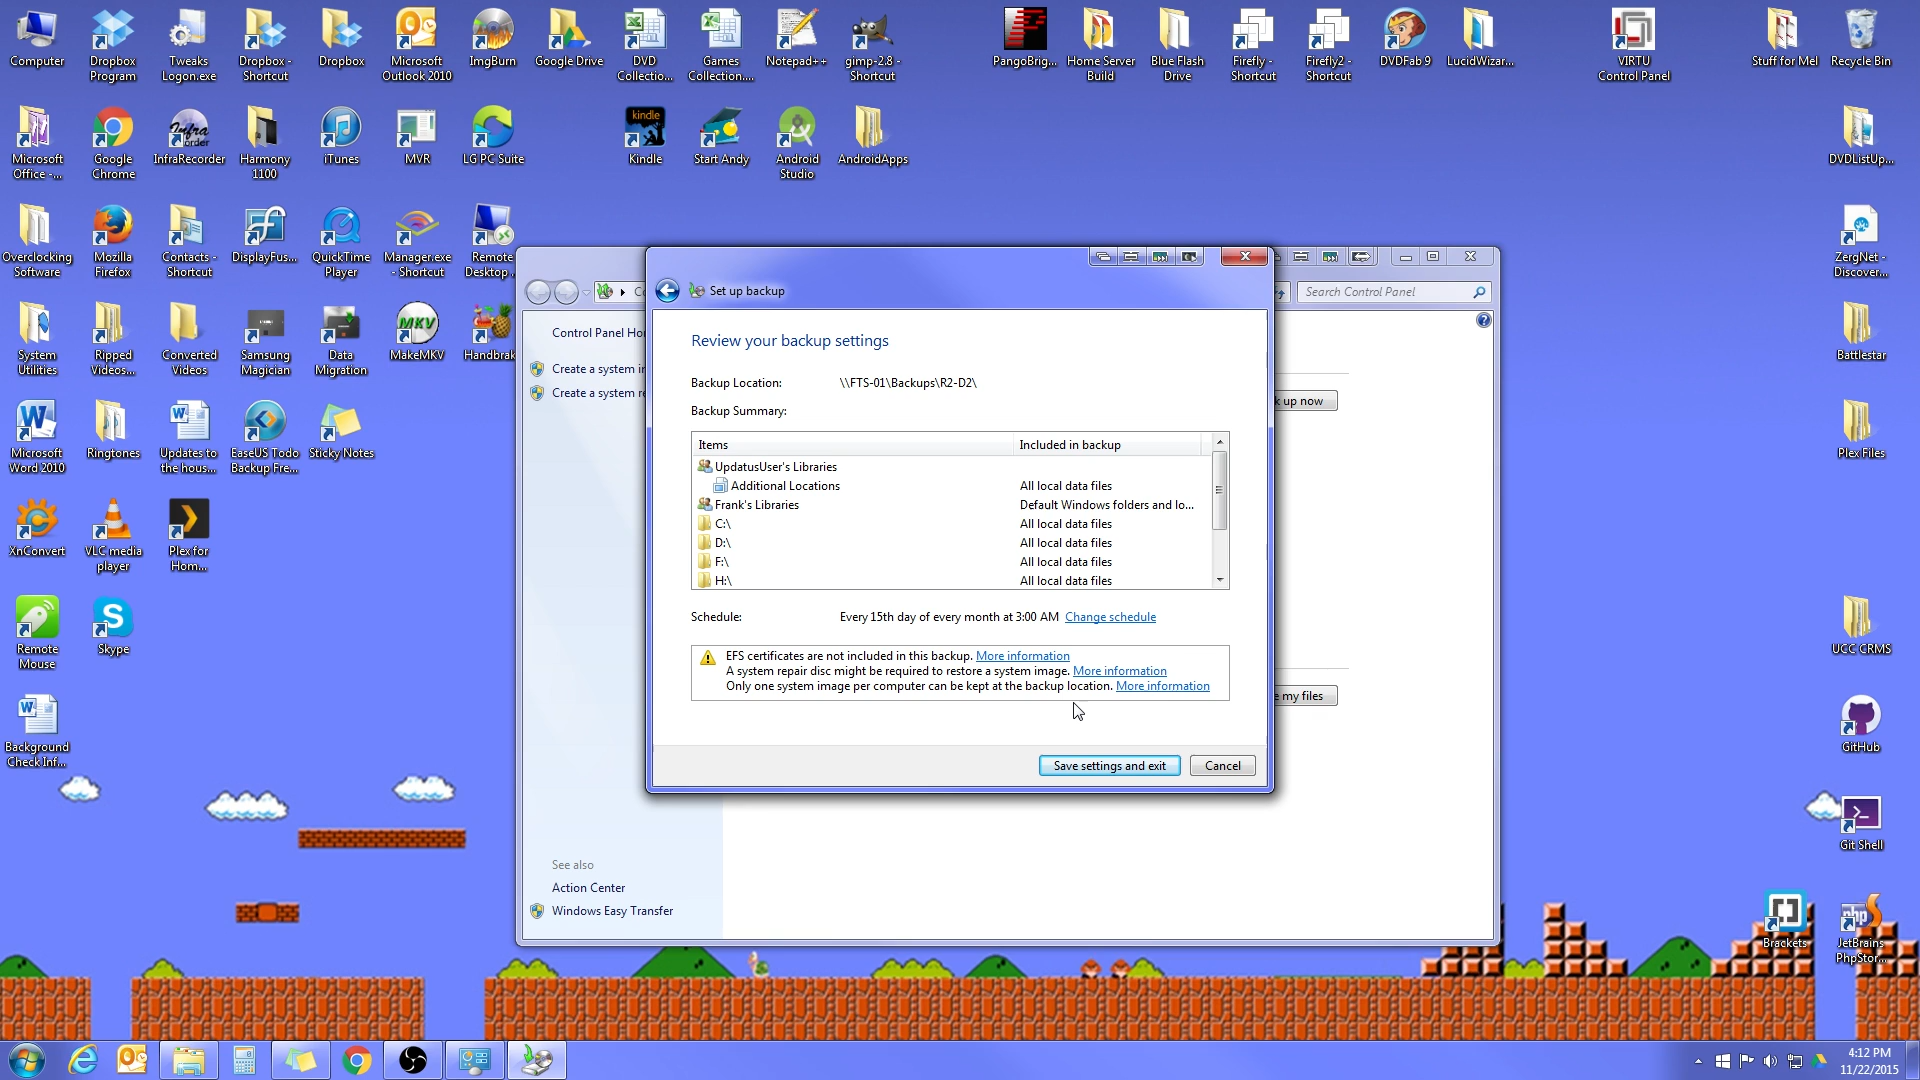 Computer
Dropbox
Program
Tweaks
Logon.exe
Dropbox -
Shortcut
Dropbox
Microsoft
Outlook 2010
ImgBurn
Google Drive
DVD
Collectio...
Games
Collection....
Notepad++
gimp-2.8 -
Shortcut
PangoBrig...
Home Server
Build
Blue Flash
Drive
Firefly -
Shortcut
Firefly2 -
Shortcut
DVDFab 9
LucidWizar...
VIRTU
Control Panel
Stuff for Mel
Recycle Bin
Microsoft
Office -...
Google
Chrome
InfraRecorder
Harmony
1100
iTunes
MVR
LG PC Suite
kindle
Kindle
Start Andy
Android
Studio
AndroidApps
DVDListUp...
Overclocking
Software
Mozilla
Firefox
Contacts -
Shortcut
DisplayFus...
QuickTime
Player
Manager.exe
- Shortcut
Remote
Desktop
ZergNet -
Discover...
System
Utilities
Ripped
Videos...
Converted
Videos
Samsung
Magician
Data
Migration
MKV
MakeMKV
Handbrak
Battlestar
Microsoft
Word 2010
Ringtones
Updates to
the hous...
EaseUS Todo
Backup Fre...
Sticky Notes
Plex Files
XnConvert
VLC media
player
Plex for
Hom...
Remote
Mouse
Skype
UCC CRMS
Background
Check Inf...
GitHub
Git Shell
Brackets
JetBrains
PhpStor...
Search Control Panel
Control Panel Ho
Create a system i
Create a system re
k up now
e my files
See also
Action Center
Windows Easy Transfer
Set up backup
Review your backup settings
Backup Location: \\FTS-01\Backups\R2-D2\
Backup Summary:
Items Included in backup
UpdatusUser's Libraries
Additional Locations All local data files
Frank's Libraries Default Windows folders and lo...
C:\ All local data files
D:\ All local data files
F:\ All local data files
H:\ All local data files
Schedule: Every 15th day of every month at 3:00 AM Change schedule
EFS certificates are not included in this backup. More information
A system repair disc might be required to restore a system image. More information
Only one system image per computer can be kept at the backup location. More information
Save settings and exit Cancel
4:12 PM
11/22/2015